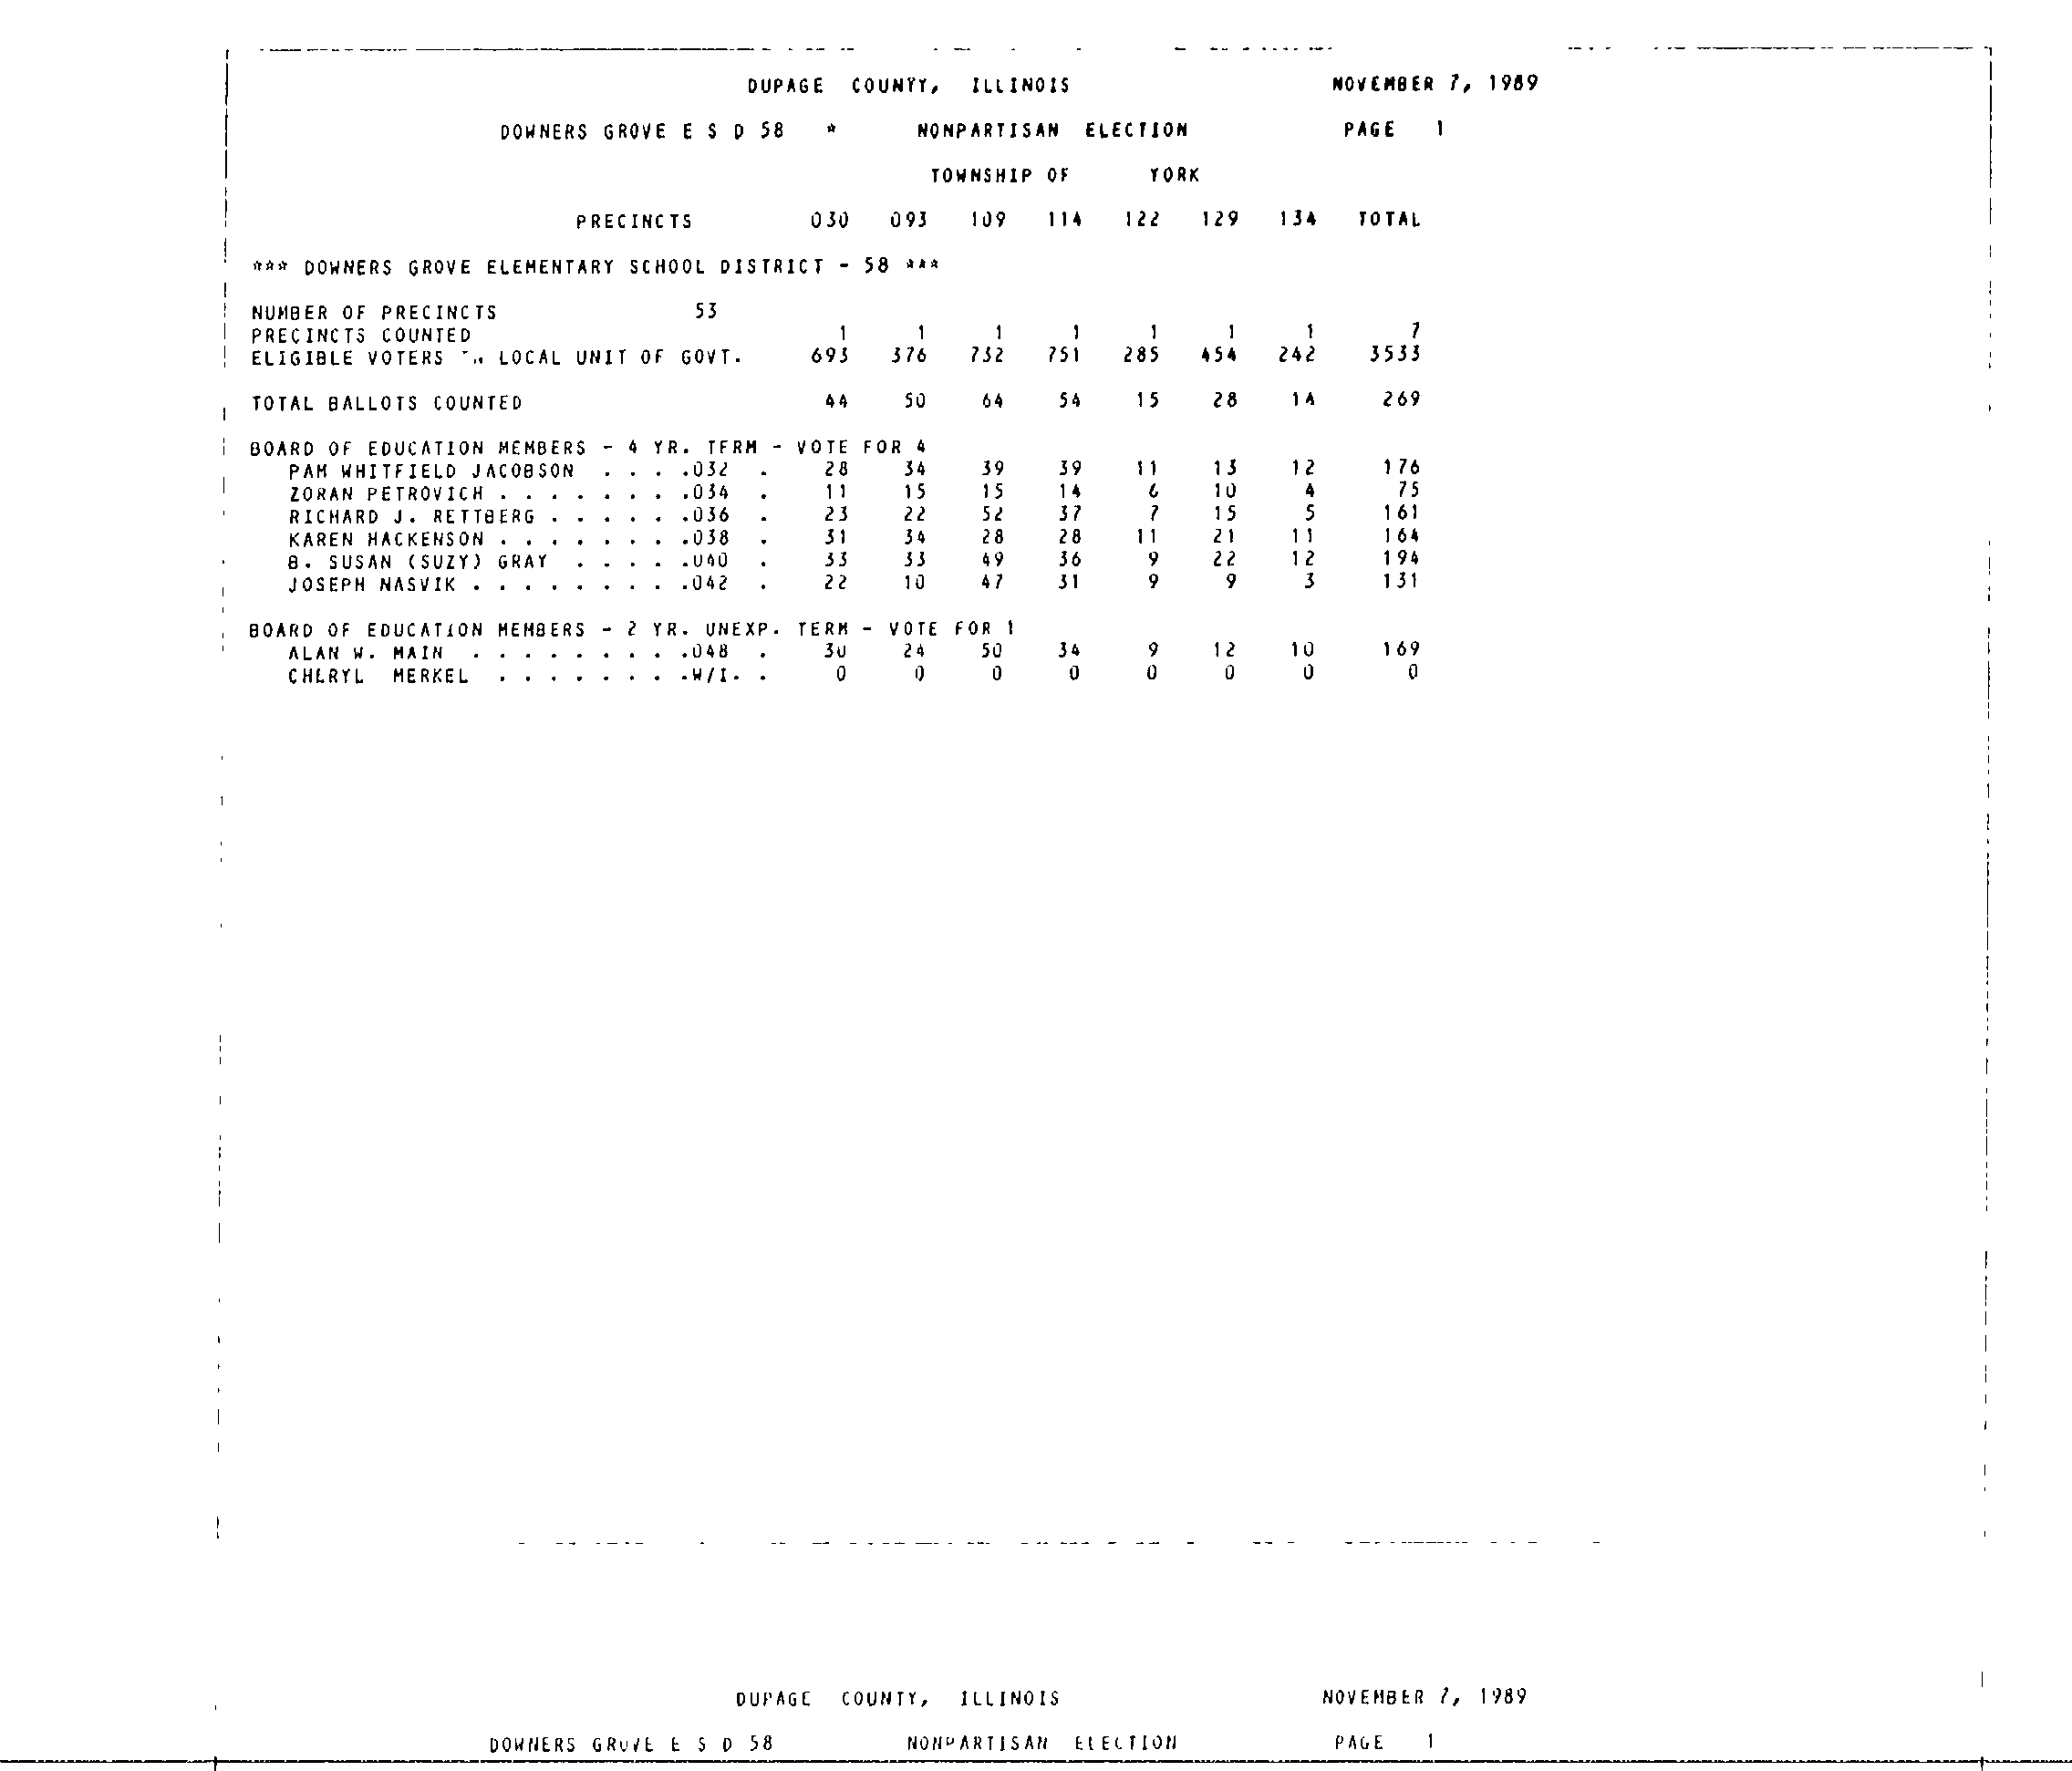 DUPAGE COUNTY, ILLINOIS NOVEMBER 7, 1989
DOWNERS GROVE E S D 58 * NONPARTISAN ELECTION PAGE 1
TOWNSHIP OF YORK
PRECINCTS 030 093 109 114 122 129 134 TOTAL
*** DOWNERS GROVE ELEMENTARY SCHOOL DISTRICT - 58 ***
NUMBER OF PRECINCTS 53
PRECINCTS COUNTED 1 1 1 1 1 1 1 7
ELIGIBLE VOTERS LOCAL UNIT OF GOVT. 693 376 732 751 285 454 242 3533
TOTAL BALLOTS COUNTED 44 50 64 54 15 28 14 269
BOARD OF EDUCATION MEMBERS - 4 YR. TERM - VOTE FOR 4
PAM WHITFIELD JACOBSON . . . .032 . 28 34 39 39 11 13 12 176
ZORAN PETROVICH . . . . . . . .034 . 11 15 15 14 6 10 4 75
RICHARD J. RETTBERG . . . . . .036 . 23 22 52 37 7 15 5 161
KAREN HACKENSON . . . . . . . .038 . 31 34 28 28 11 21 11 164
B. SUSAN (SUZY) GRAY . . . . .040 . 33 33 49 36 9 22 12 194
JOSEPH NASVIK . . . . . . . . .042 . 22 10 47 31 9 9 3 131
BOARD OF EDUCATION MEMBERS - 2 YR. UNEXP. TERM - VOTE FOR 1
ALAN W. MAIN . . . . . . . . .048 . 30 24 50 34 9 12 10 169
CHERYL MERKEL . . . . . . . .W/I. . 0 0 0 0 0 0 0 0
DUPAGE COUNTY, ILLINOIS NOVEMBER 7, 1989
DOWNERS GROVE E S D 58 NONPARTISAN ELECTION PAGE 1